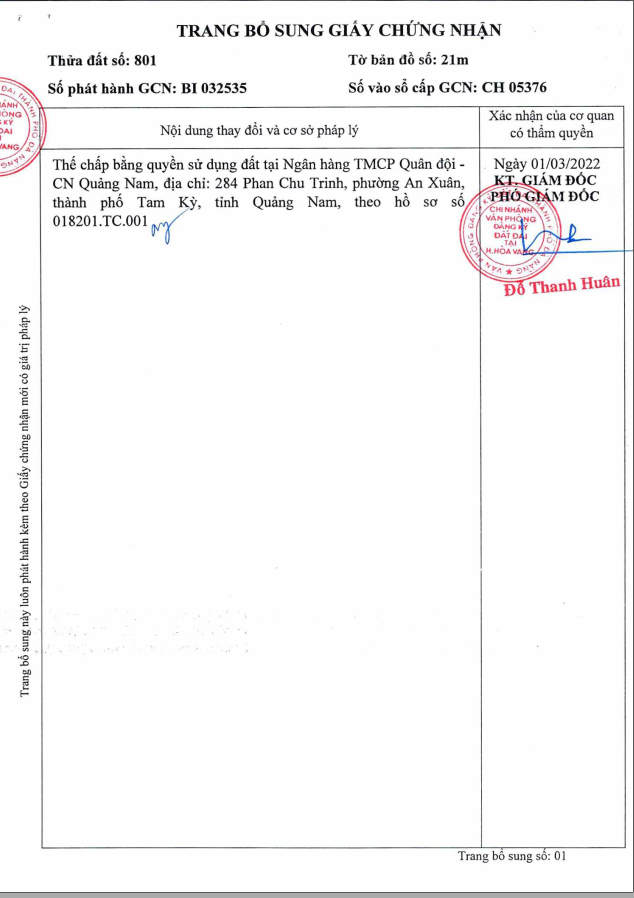 TRANG BỔ SUNG GIẤY CHỨNG NHẬN
Thửa đất số: 801
Tờ bản đồ số: 21m
Số phát hành GCN: BI 032535
Số vào sổ cấp GCN: CH 05376
Nội dung thay đổi và cơ sở pháp lý
Xác nhận của cơ quan
có thẩm quyền
Thế chấp bằng quyền sử dụng đất tại Ngân hàng TMCP Quân đội -
CN Quảng Nam, địa chỉ: 284 Phan Chu Trinh, phường An Xuân,
thành phố Tam Kỳ, tỉnh Quảng Nam, theo hồ sơ số
018201.TC.001
Ngày 01/03/2022
KT. GIÁM ĐỐC
PHÓ GIÁM ĐỐC
CHI NHÁNH
VĂN PHÒNG
ĐĂNG KÝ
ĐẤT ĐAI
TẠI
H.HÒA VANG
Đỗ Thanh Huân
Trang bổ sung này luôn phát hành kèm theo Giấy chứng nhận mới có giá trị pháp lý
Trang bổ sung số: 01